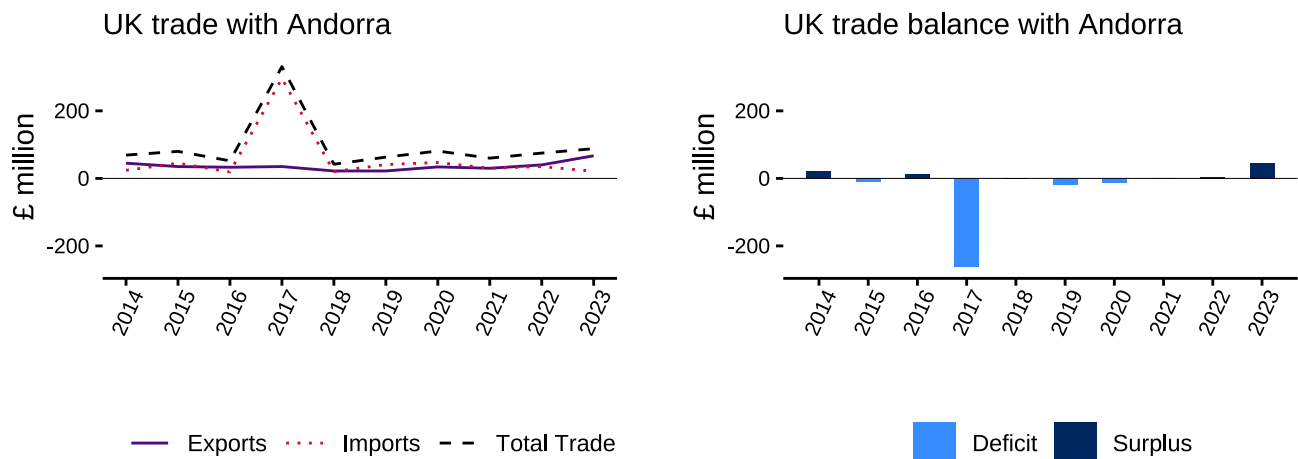 UK trade with Andorra
£ million
200
0
-200
2014
2015
2016
2017
2018
2019
2020
2021
2022
2023
Exports
Imports
Total Trade
UK trade balance with Andorra
£ million
200
0
-200
2014
2015
2016
2017
2018
2019
2020
2021
2022
2023
Deficit
Surplus